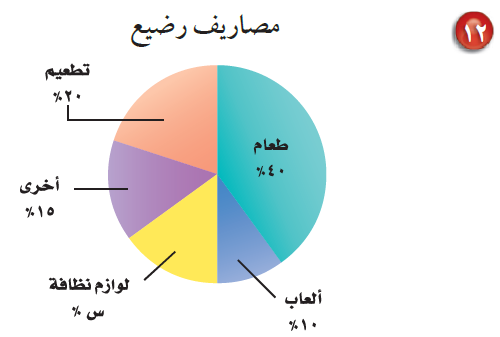 ١٢
مصاريف رضيع
تطعيم
٢٠٪
طعام
٤٠٪
أخرى
١٥٪
لوازم نظافة
س ٪
ألعاب
١٠٪